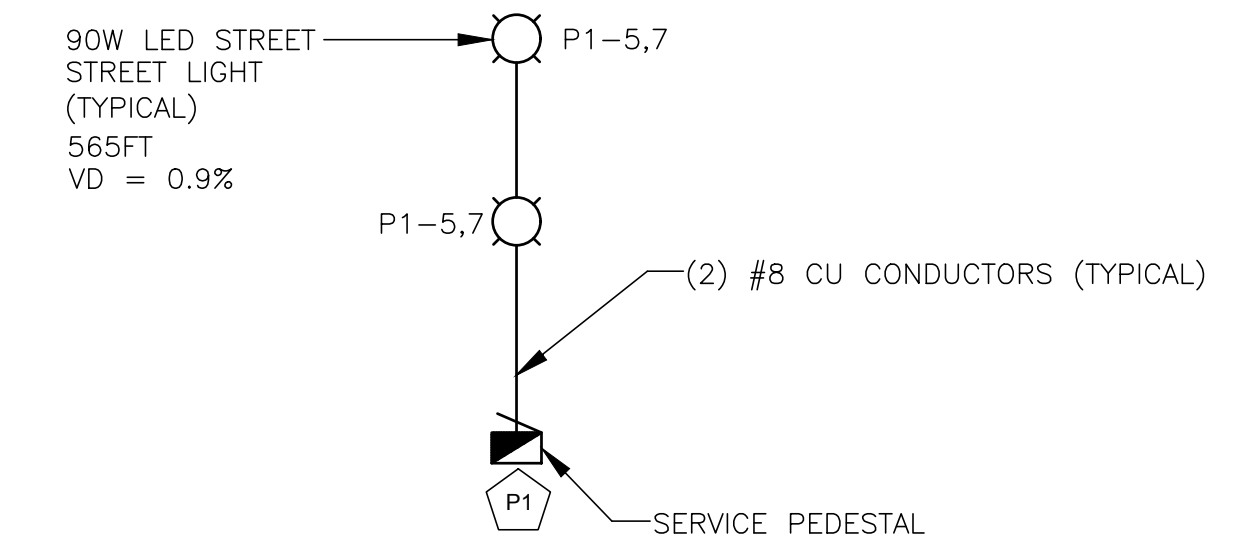 90W LED STREET
STREET LIGHT
(TYPICAL)
565FT
VD = 0.9%
P1-5,7
P1-5,7
(2) #8 CU CONDUCTORS (TYPICAL)
P1
SERVICE PEDESTAL